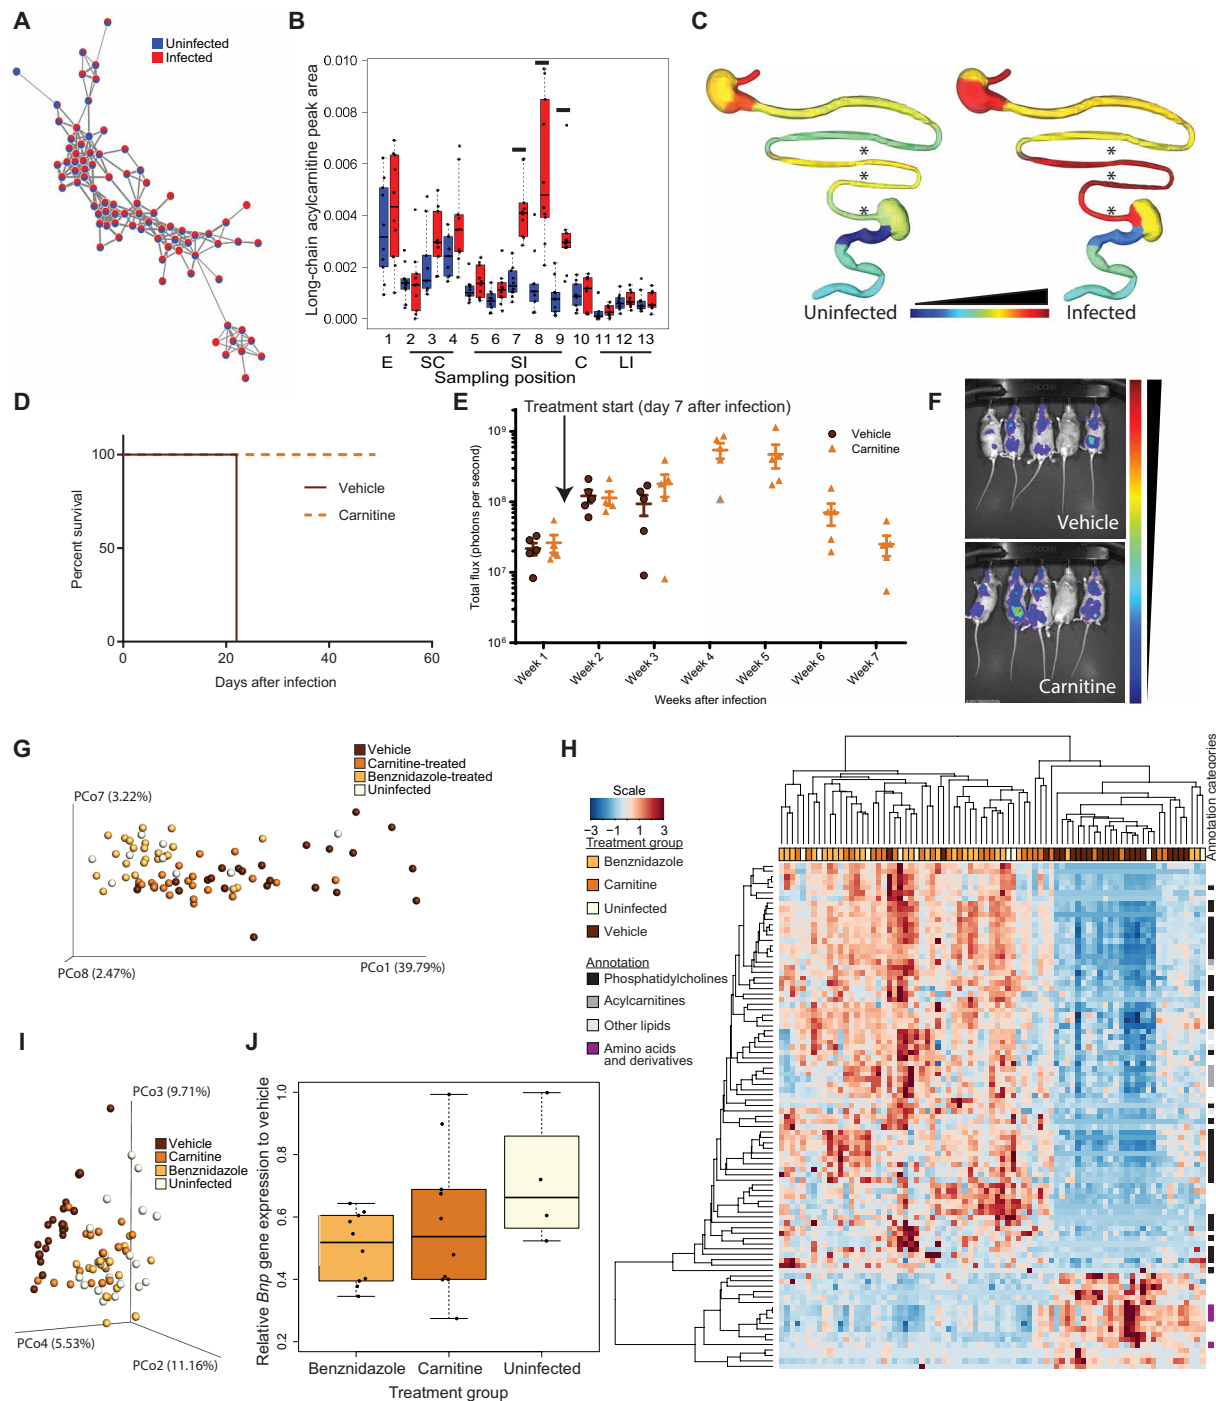 A
Uninfected
Infected
B
Long-chain acylcarnitine peak area
0.010
0.008
0.006
0.004
0.002
0.000
1 2 3 4 5 6 7 8 9 10 11 12 13
E SC SI C LI
Sampling position
C
*
*
*
*
*
*
Uninfected
Infected
D
Percent survival
100
50
0
0 20 40 60
Vehicle
Carnitine
Days after infection
E
Treatment start (day 7 after infection)
Vehicle
Carnitine
Total flux (photons per second)
10⁹
10⁸
10⁷
10⁶
Week 1 Week 2 Week 3 Week 4 Week 5 Week 6 Week 7
Weeks after infection
F
Vehicle
Carnitine
G
Vehicle
Carnitine-treated
Benznidazole-treated
Uninfected
PCo7 (3.22%)
PCo8 (2.47%)
PCo1 (39.79%)
H
Scale
−3 −1 1 3
Treatment group
Benznidazole
Carnitine
Uninfected
Vehicle
Annotation
Phosphatidylcholines
Acylcarnitines
Other lipids
Amino acids
and derivatives
Annotation categories
I
PCo3 (9.71%)
Vehicle
Carnitine
Benznidazole
Uninfected
PCo4 (5.53%)
PCo2 (11.16%)
J
Relative Bnp gene expression to vehicle
1.0
0.8
0.6
0.4
0.2
Benznidazole Carnitine Uninfected
Treatment group